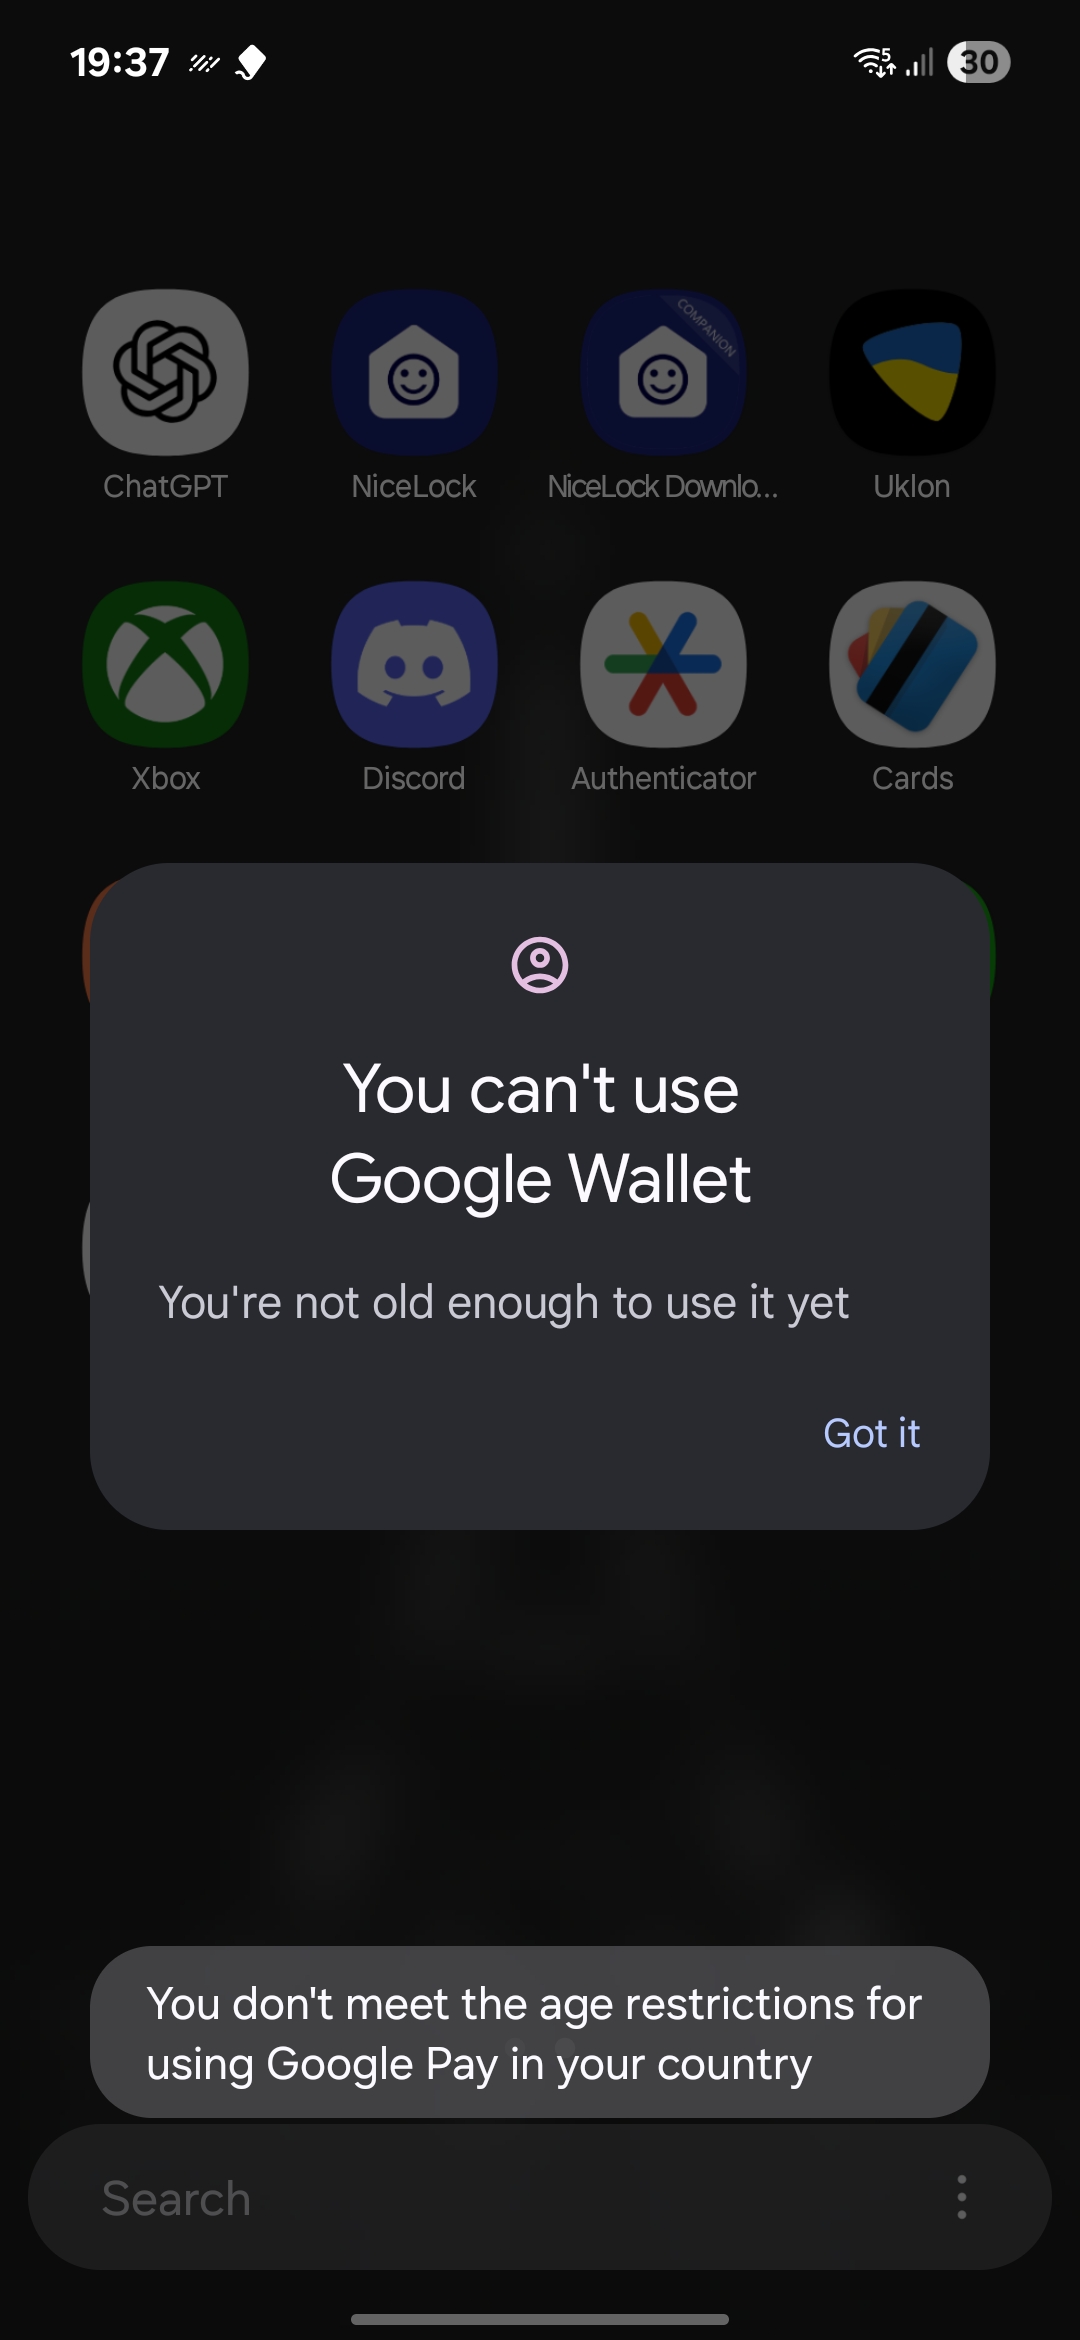 19:37
5
30
COMPANION
ChatGPT
NiceLock
NiceLock Downlo...
Uklon
Xbox
Discord
Authenticator
Cards
You can't use
Google Wallet
You're not old enough to use it yet
Got it
You don't meet the age restrictions for
using Google Pay in your country
Search